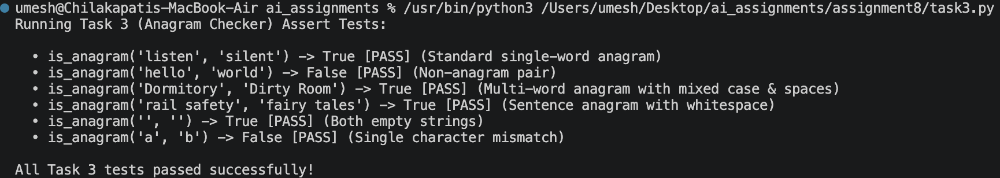 umesh@Chilakapatis-MacBook-Air ai_assignments % /usr/bin/python3 /Users/umesh/Desktop/ai_assignments/assignment8/task3.py
Running Task 3 (Anagram Checker) Assert Tests:
• is_anagram('listen', 'silent') -> True [PASS] (Standard single-word anagram)
• is_anagram('hello', 'world') -> False [PASS] (Non-anagram pair)
• is_anagram('Dormitory', 'Dirty Room') -> True [PASS] (Multi-word anagram with mixed case & spaces)
• is_anagram('rail safety', 'fairy tales') -> True [PASS] (Sentence anagram with whitespace)
• is_anagram('', '') -> True [PASS] (Both empty strings)
• is_anagram('a', 'b') -> False [PASS] (Single character mismatch)
All Task 3 tests passed successfully!